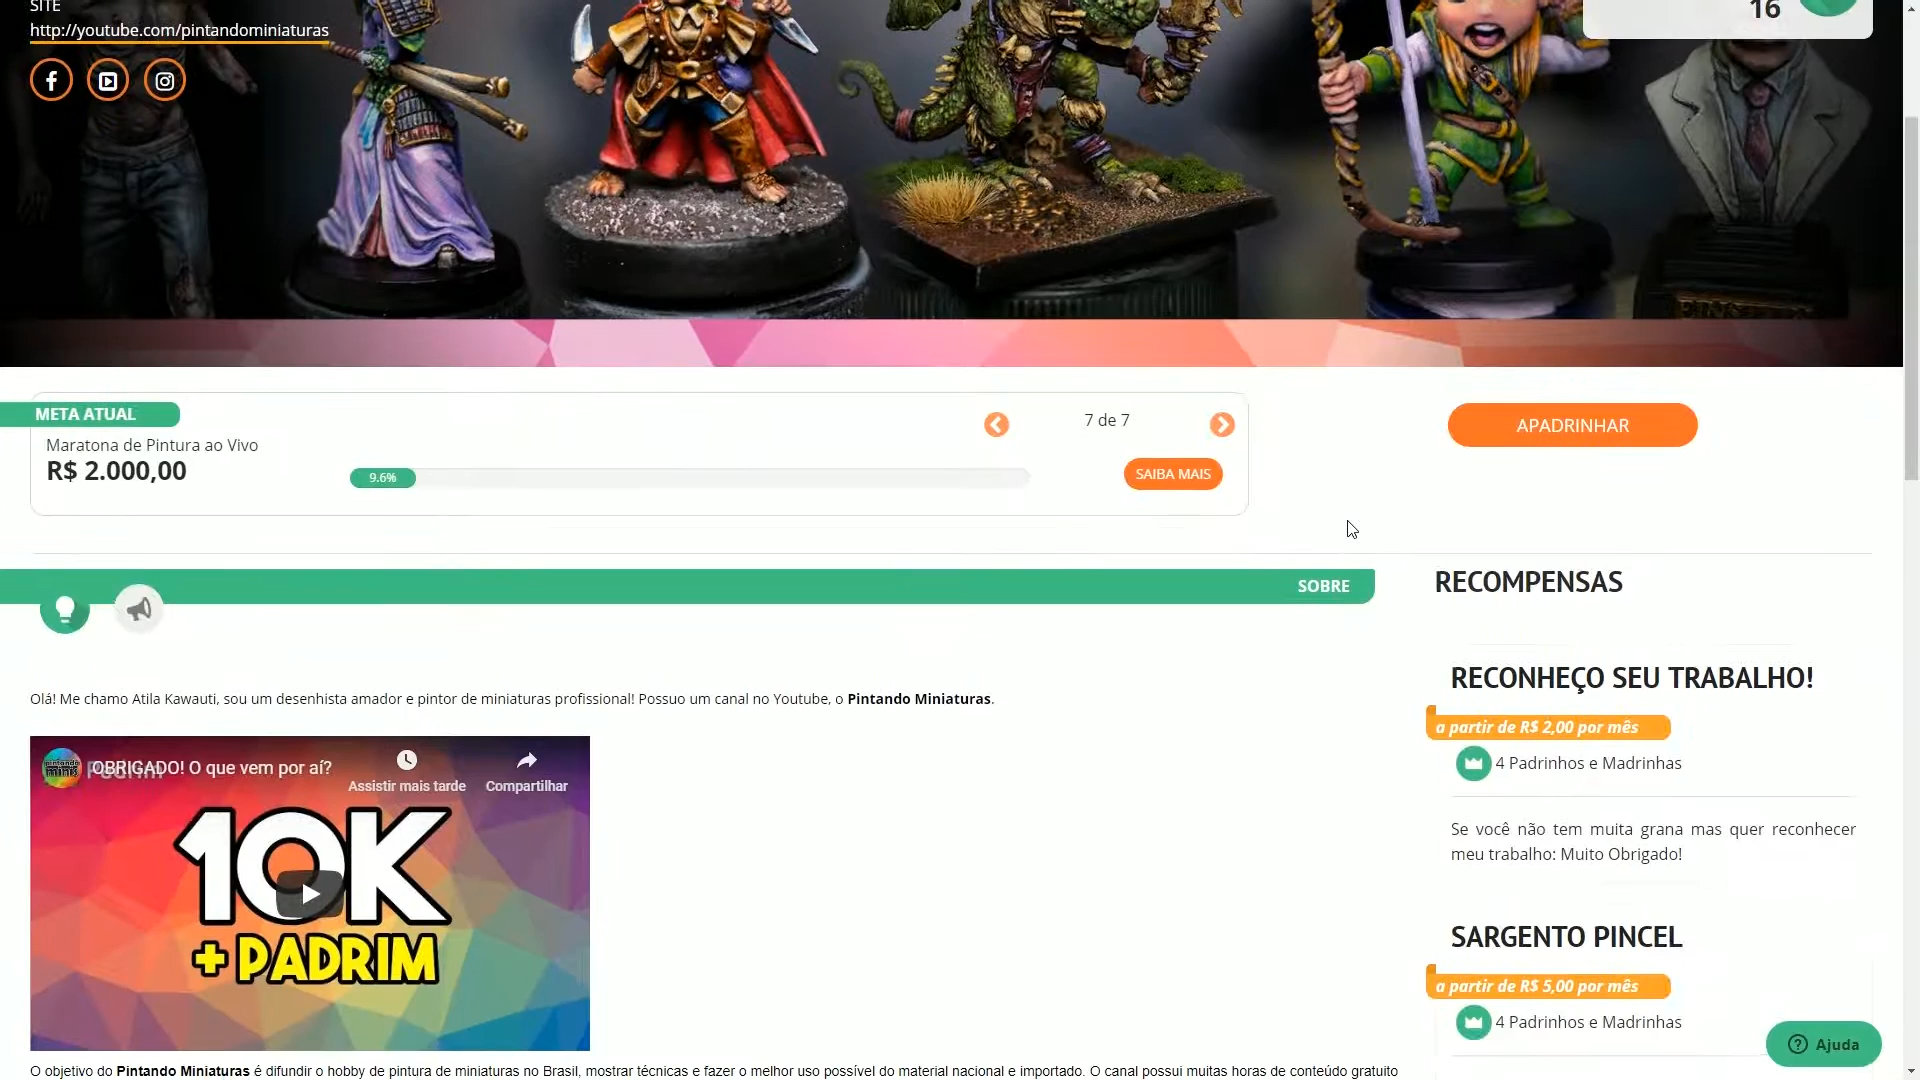 SITE
http://youtube.com/pintandominiaturas
16
META ATUAL
Maratona de Pintura ao Vivo
R$ 2.000,00
9.6%
7 de 7
SAIBA MAIS
APADRINHAR
SOBRE
RECOMPENSAS
Olá! Me chamo Atila Kawauti, sou um desenhista amador e pintor de miniaturas profissional! Possuo um canal no Youtube, o Pintando Miniaturas.
OBRIGADO! O que vem por aí?
Assistir mais tarde
Compartilhar
10K
+ PADRIM
O objetivo do Pintando Miniaturas é difundir o hobby de pintura de miniaturas no Brasil, mostrar técnicas e fazer o melhor uso possível do material nacional e importado. O canal possui muitas horas de conteúdo gratuito
RECONHEÇO SEU TRABALHO!
a partir de R$ 2,00 por mês
4 Padrinhos e Madrinhas
Se você não tem muita grana mas quer reconhecer
meu trabalho: Muito Obrigado!
SARGENTO PINCEL
a partir de R$ 5,00 por mês
4 Padrinhos e Madrinhas
Ajuda